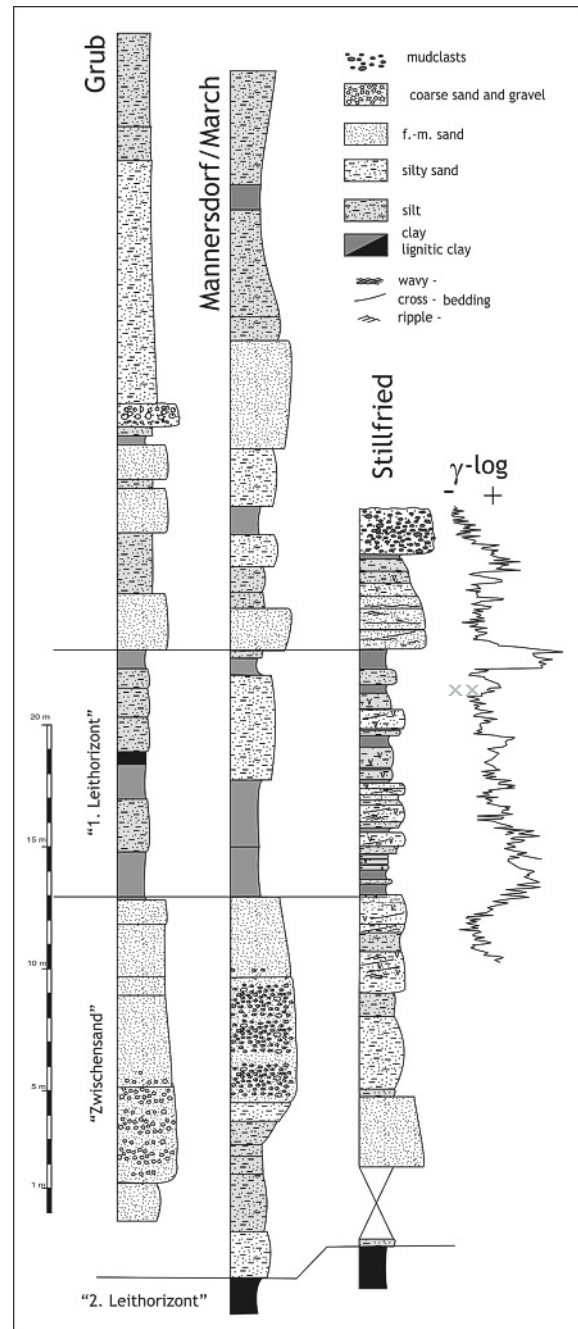 Grub
Mannersdorf/March
Stillfried
mudclasts
coarse sand and gravel
f.-m. sand
silty sand
silt
clay
lignitic clay
wavy -
cross - bedding
ripple -
γ-log
- +
20 m
15 m
10 m
5 m
1 m
"1. Leithorizont"
"Zwischensand"
"2. Leithorizont"